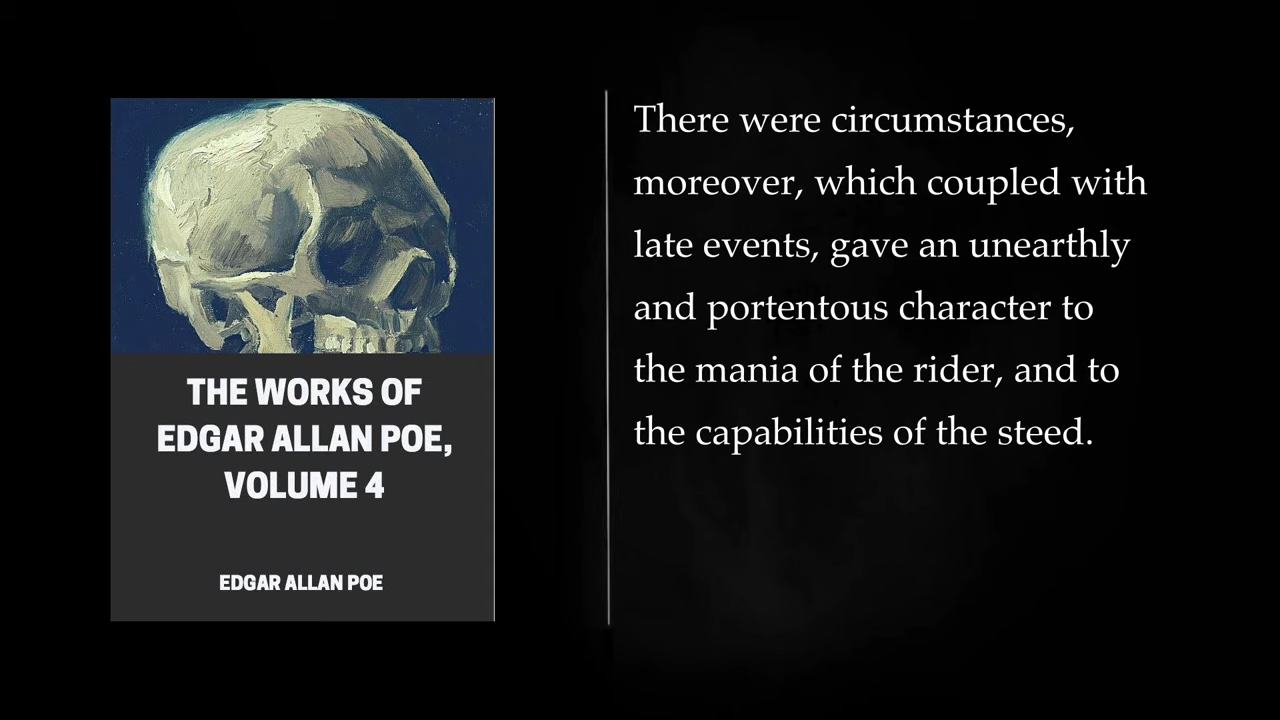 THE WORKS OF
EDGAR ALLAN POE,
VOLUME 4
EDGAR ALLAN POE
There were circumstances,
moreover, which coupled with
late events, gave an unearthly
and portentous character to
the mania of the rider, and to
the capabilities of the steed.